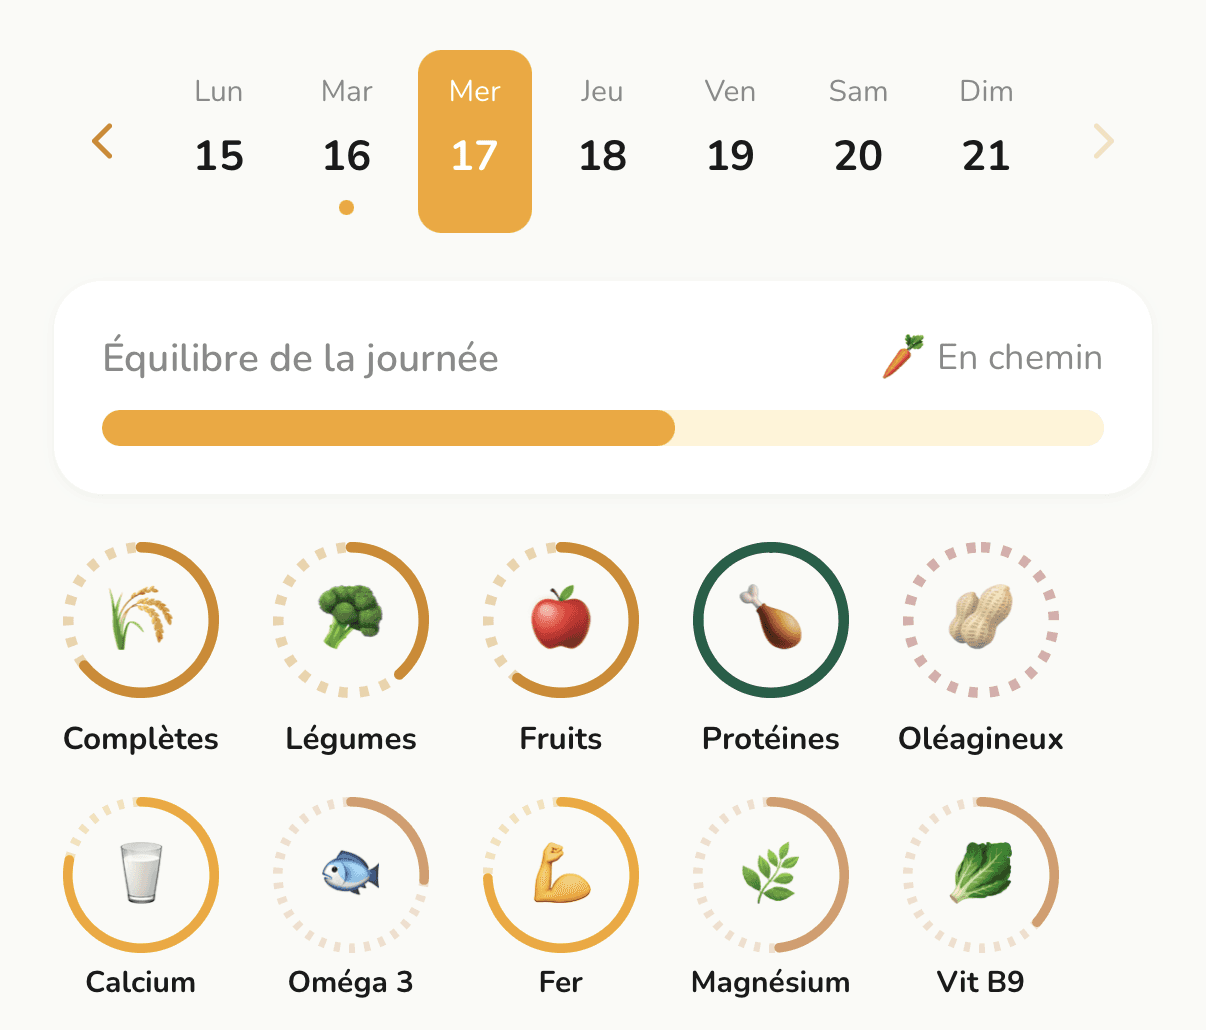 Lun Mar Mer Jeu Ven Sam Dim
15 16 17 18 19 20 21
Équilibre de la journée En chemin
Complètes Légumes Fruits Protéines Oléagineux
Calcium Oméga 3 Fer Magnésium Vit B9